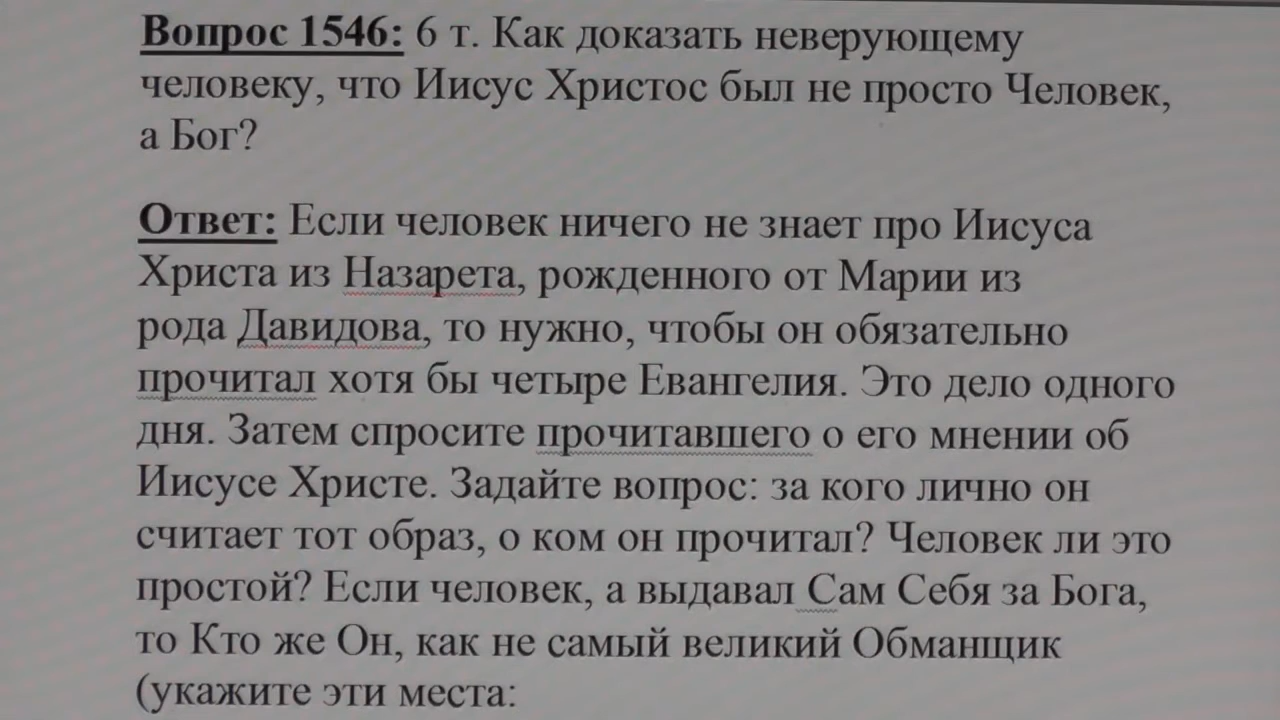 Вопрос 1546: 6 т. Как доказать неверующему
человеку, что Иисус Христос был не просто Человек,
а Бог?
Ответ: Если человек ничего не знает про Иисуса
Христа из Назарета, рожденного от Марии из
рода Давидова, то нужно, чтобы он обязательно
прочитал хотя бы четыре Евангелия. Это дело одного
дня. Затем спросите прочитавшего о его мнении об
Иисусе Христе. Задайте вопрос: за кого лично он
считает тот образ, о ком он прочитал? Человек ли это
простой? Если человек, а выдавал Сам Себя за Бога,
то Кто же Он, как не самый великий Обманщик
(укажите эти места: